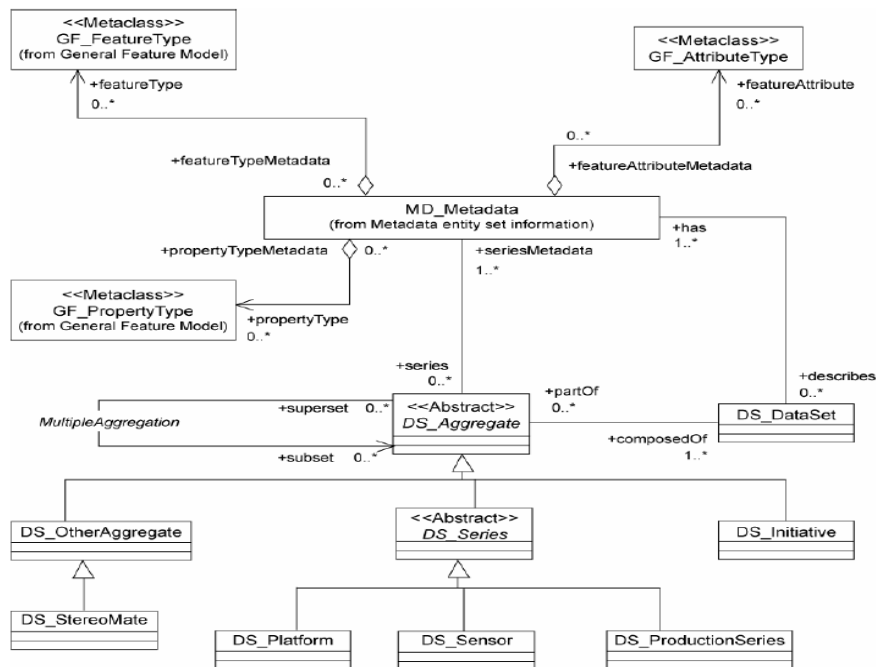 <<Metaclass>>
GF_FeatureType
(from General Feature Model)
<<Metaclass>>
GF_AttributeType
+featureType
0..*
+featureAttribute
0..*
0..*
+featureTypeMetadata
0..*
+featureAttributeMetadata
MD_Metadata
(from Metadata entity set information)
+propertyTypeMetadata
0..*
+seriesMetadata
1..*
+has
1..*
<<Metaclass>>
GF_PropertyType
(from General Feature Model)
+propertyType
0..*
+series
0..*
+partOf
0..*
+describes
0..*
MultipleAggregation
+superset
0..*
<<Abstract>>
DS_Aggregate
DS_DataSet
+composedOf
1..*
+subset
0..*
DS_OtherAggregate
<<Abstract>>
DS_Series
DS_Initiative
DS_StereoMate
DS_Platform
DS_Sensor
DS_ProductionSeries